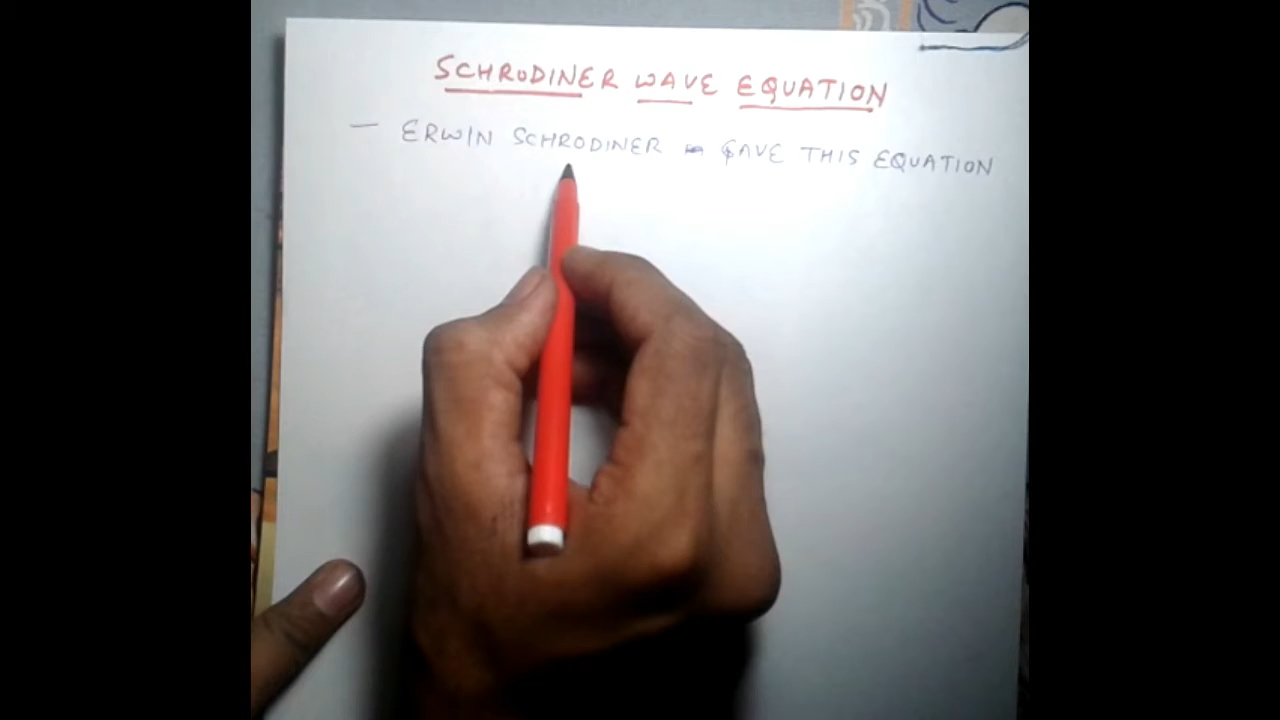 SCHRODINER WAVE EQUATION
— ERWIN SCHRODINER GAVE THIS EQUATION